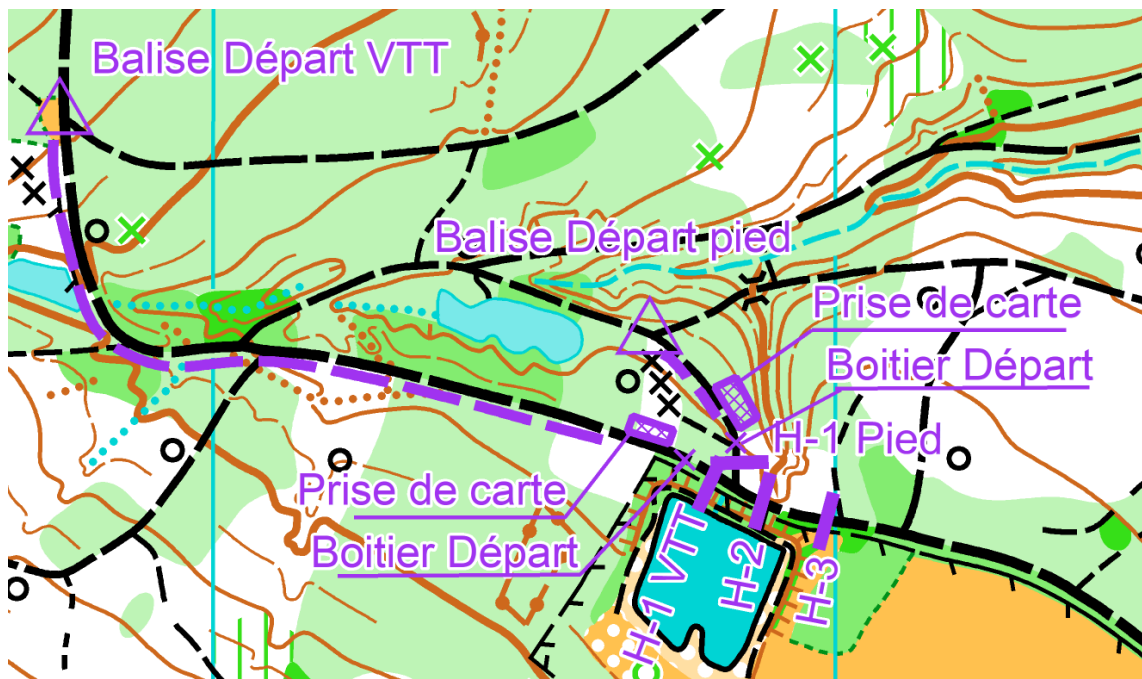 Balise Départ VTT
Balise Départ pied
Prise de carte
Boitier Départ
H-1 Pied
Prise de carte
Boitier Départ
H-1 VTT
H-2
H-3